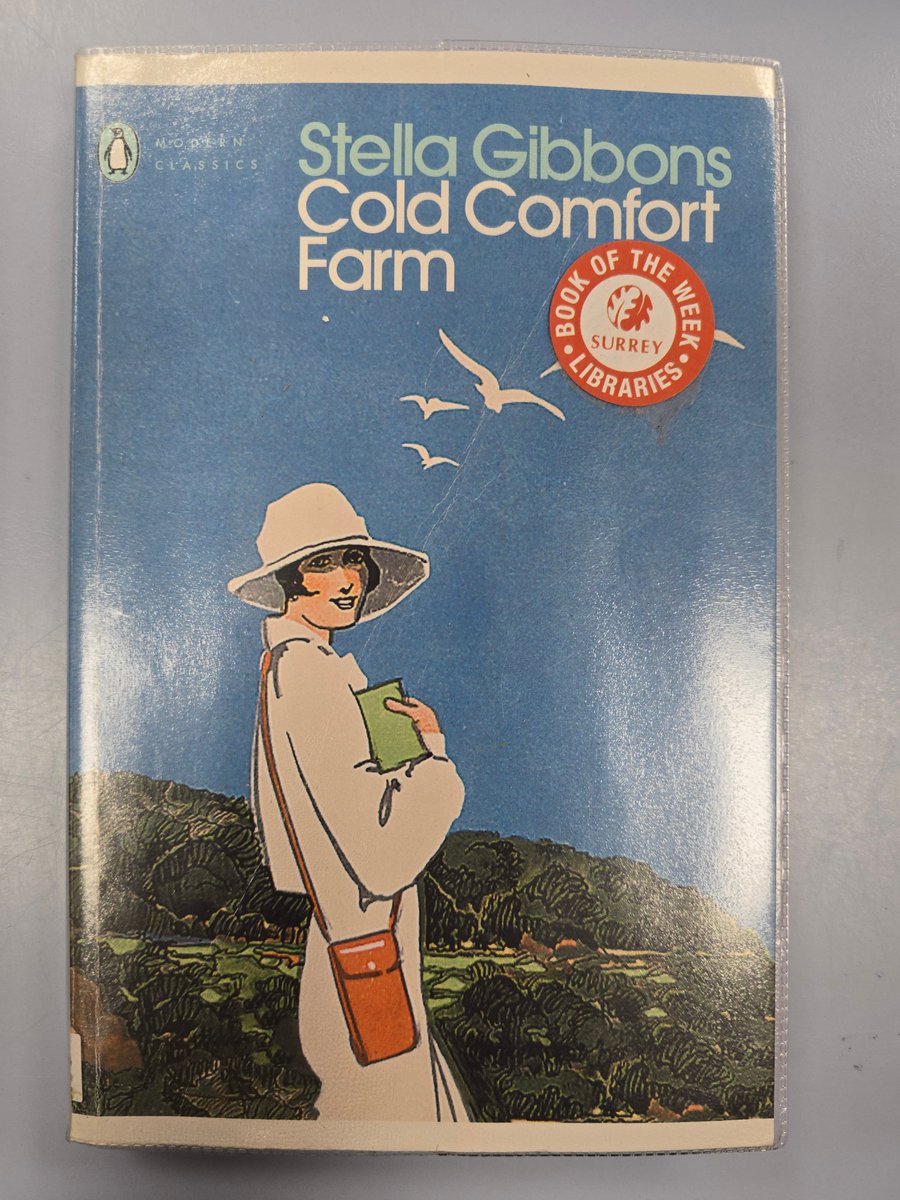 MODERN
CLASSICS
Stella Gibbons
Cold Comfort
Farm
BOOK OF THE WEEK
SURREY
• LIBRARIES •